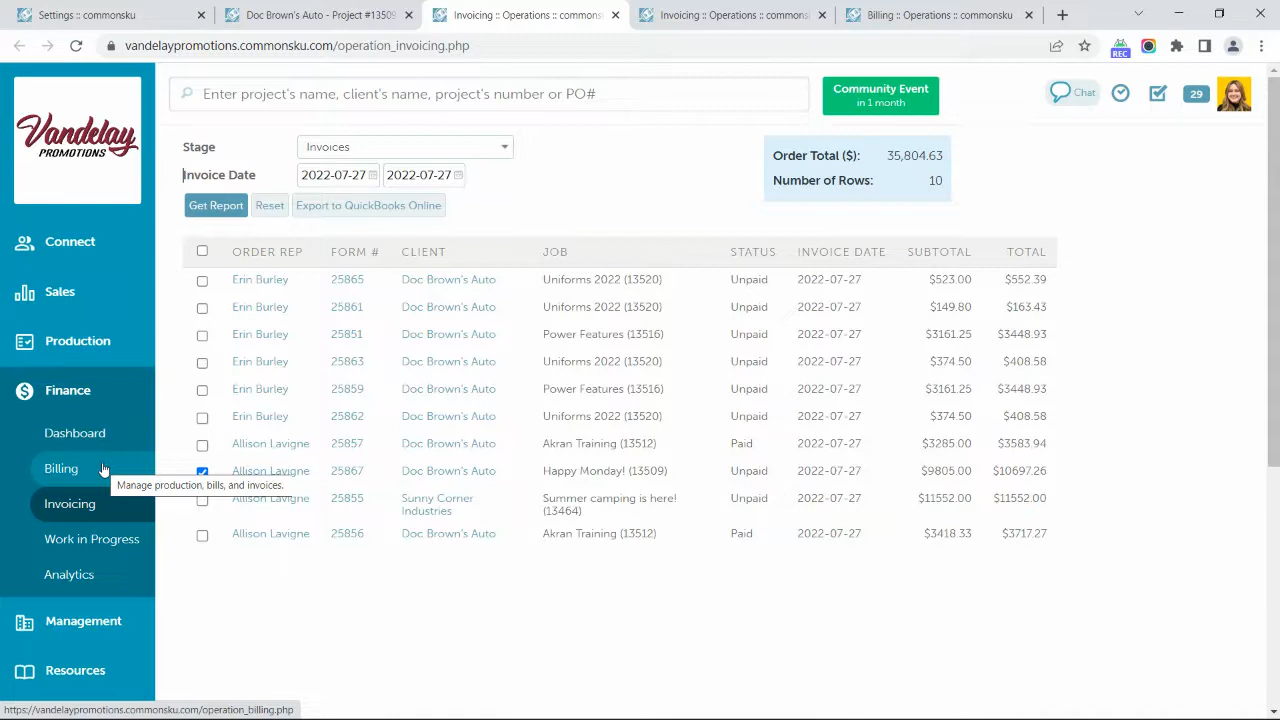 Settings :: commonsku
Doc Brown's Auto - Project #13509
Invoicing :: Operations :: commons
Invoicing :: Operations :: commons
Billing :: Operations :: commonsku
vandelaypromotions.commonsku.com/operation_invoicing.php
REC
Vandelay
PROMOTIONS
Enter project's name, client's name, project's number or PO#
Community Event
in 1 month
Chat
29
Stage
Invoices
Invoice Date
2022-07-27
2022-07-27
Order Total ($): 35,804.63
Number of Rows: 10
Get Report
Reset
Export to QuickBooks Online
ORDER REP FORM # CLIENT JOB STATUS INVOICE DATE SUBTOTAL TOTAL
Erin Burley 25865 Doc Brown's Auto Uniforms 2022 (13520) Unpaid 2022-07-27 $523.00 $552.39
Erin Burley 25861 Doc Brown's Auto Uniforms 2022 (13520) Unpaid 2022-07-27 $149.80 $163.43
Erin Burley 25851 Doc Brown's Auto Power Features (13516) Unpaid 2022-07-27 $3161.25 $3448.93
Erin Burley 25863 Doc Brown's Auto Uniforms 2022 (13520) Unpaid 2022-07-27 $374.50 $408.58
Erin Burley 25859 Doc Brown's Auto Power Features (13516) Unpaid 2022-07-27 $3161.25 $3448.93
Erin Burley 25862 Doc Brown's Auto Uniforms 2022 (13520) Unpaid 2022-07-27 $374.50 $408.58
Allison Lavigne 25857 Doc Brown's Auto Akran Training (13512) Paid 2022-07-27 $3285.00 $3583.94
Allison Lavigne 25867 Doc Brown's Auto Happy Monday! (13509) Unpaid 2022-07-27 $9805.00 $10697.26
Allison Lavigne 25855 Sunny Corner Industries Summer camping is here! (13464) Unpaid 2022-07-27 $11552.00 $11552.00
Allison Lavigne 25856 Doc Brown's Auto Akran Training (13512) Paid 2022-07-27 $3418.33 $3717.27
Connect
Sales
Production
Finance
Dashboard
Billing
Manage production, bills, and invoices.
Invoicing
Work in Progress
Analytics
Management
Resources
https://vandelaypromotions.commonsku.com/operation_billing.php